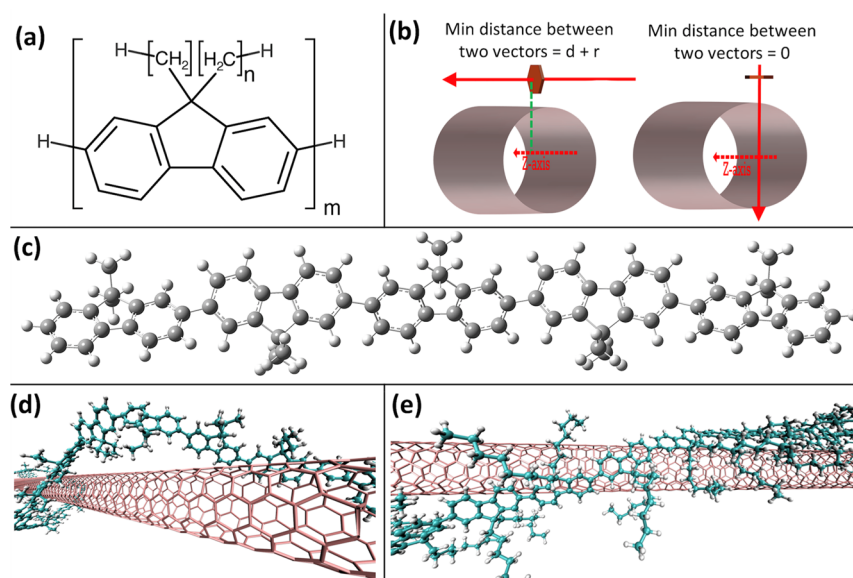 (a)
H
[CH₂]
[H₂C]n
H
H
H
m
(b)
Min distance between
two vectors = d + r
Min distance between
two vectors = 0
Z-axis
Z-axis
(c)
(d)
(e)